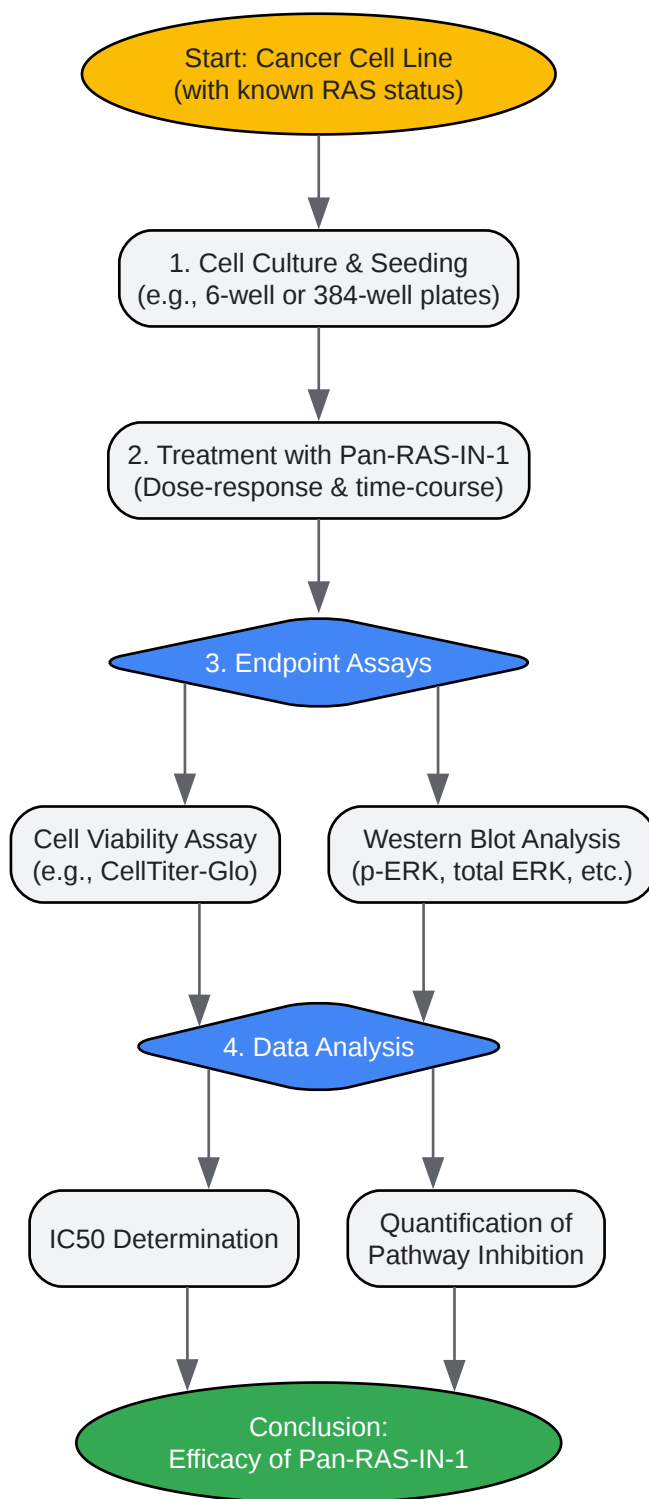 Start: Cancer Cell Line
(with known RAS status)
1. Cell Culture & Seeding
(e.g., 6-well or 384-well plates)
2. Treatment with Pan-RAS-IN-1
(Dose-response & time-course)
3. Endpoint Assays
Cell Viability Assay
(e.g., CellTiter-Glo)
Western Blot Analysis
(p-ERK, total ERK, etc.)
4. Data Analysis
IC50 Determination
Quantification of
Pathway Inhibition
Conclusion:
Efficacy of Pan-RAS-IN-1